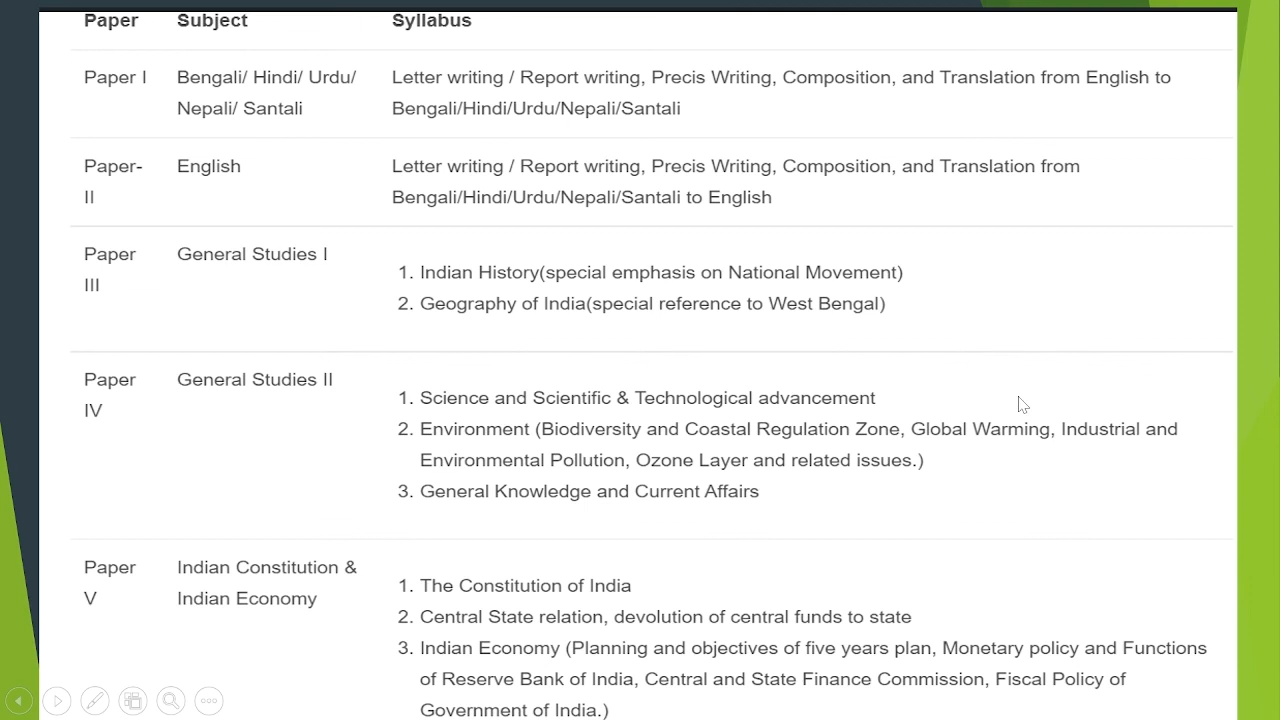 Paper Subject Syllabus
Paper I Bengali/ Hindi/ Urdu/ Letter writing / Report writing, Precis Writing, Composition, and Translation from English to
Nepali/ Santali Bengali/Hindi/Urdu/Nepali/Santali
Paper- English Letter writing / Report writing, Precis Writing, Composition, and Translation from
II Bengali/Hindi/Urdu/Nepali/Santali to English
Paper General Studies I
III
1. Indian History(special emphasis on National Movement)
2. Geography of India(special reference to West Bengal)
Paper General Studies II
IV
1. Science and Scientific & Technological advancement
2. Environment (Biodiversity and Coastal Regulation Zone, Global Warming, Industrial and
Environmental Pollution, Ozone Layer and related issues.)
3. General Knowledge and Current Affairs
Paper Indian Constitution &
V Indian Economy
1. The Constitution of India
2. Central State relation, devolution of central funds to state
3. Indian Economy (Planning and objectives of five years plan, Monetary policy and Functions
of Reserve Bank of India, Central and State Finance Commission, Fiscal Policy of
Government of India.)